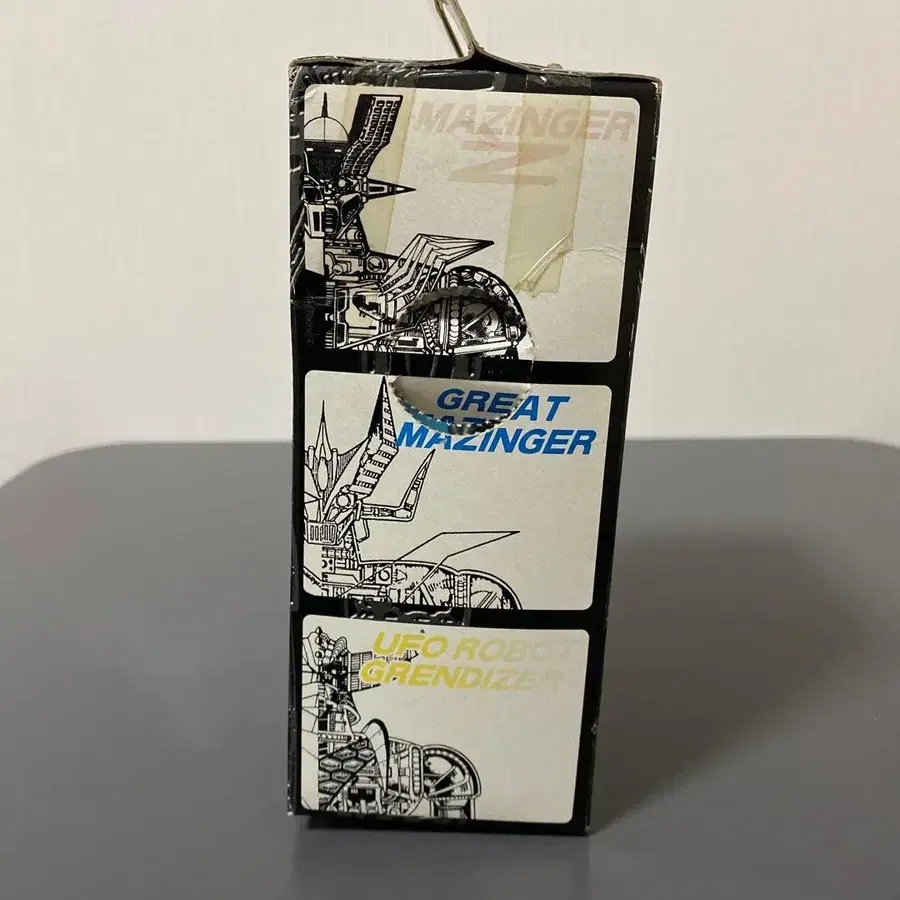 MAZINGER
Z
GREAT
MAZINGER
UFO ROBOT
GRENDIZER